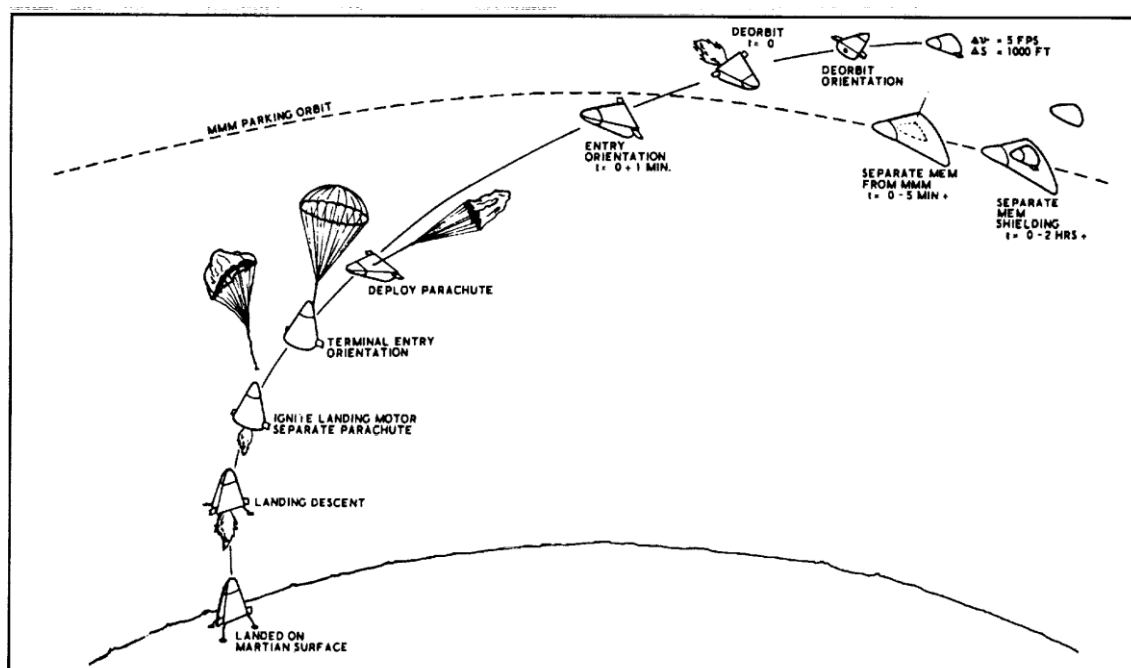 DEORBIT
t = 0
Δν = 5 FPS
ΔS = 1000 FT
DEORBIT
ORIENTATION
MMM PARKING ORBIT
ENTRY
ORIENTATION
t= 0 + 1 MIN.
SEPARATE MEM
FROM MMM
t= 0 - 5 MIN +
SEPARATE
MEM
SHIELDING
t= 0 - 2 HRS +
DEPLOY PARACHUTE
TERMINAL ENTRY
ORIENTATION
IGNITE LANDING MOTOR
SEPARATE PARACHUTE
LANDING DESCENT
LANDED ON
MARTIAN SURFACE